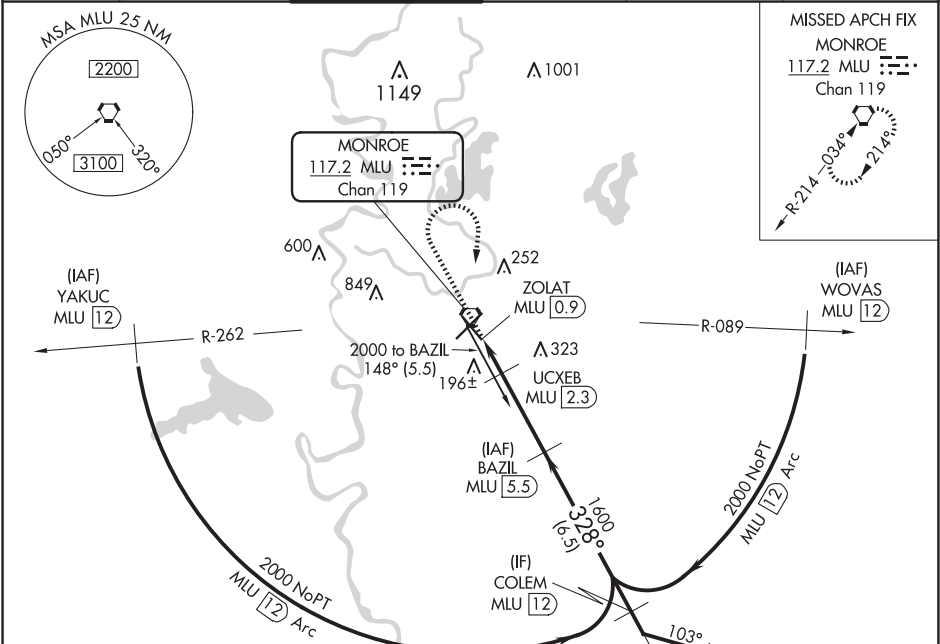 MSA MLU 25 NM
2200
050°
320°
3100
1149
1001
MISSED APCH FIX
MONROE
117.2 MLU
Chan 119
034°
214°
R-214
MONROE
117.2 MLU
Chan 119
600
849
252
ZOLAT
MLU 0.9
(IAF)
YAKUC
MLU 12
R-262
(IAF)
WOVAS
MLU 12
R-089
2000 to BAZIL
148° (5.5)
196±
323
UCXEB
MLU 2.3
(IAF)
BAZIL
MLU 5.5
1600
328°
(6.5)
2000 NoPT
MLU 12 Arc
(IF)
COLEM
MLU 12
2000 NoPT
MLU 12 Arc
103°